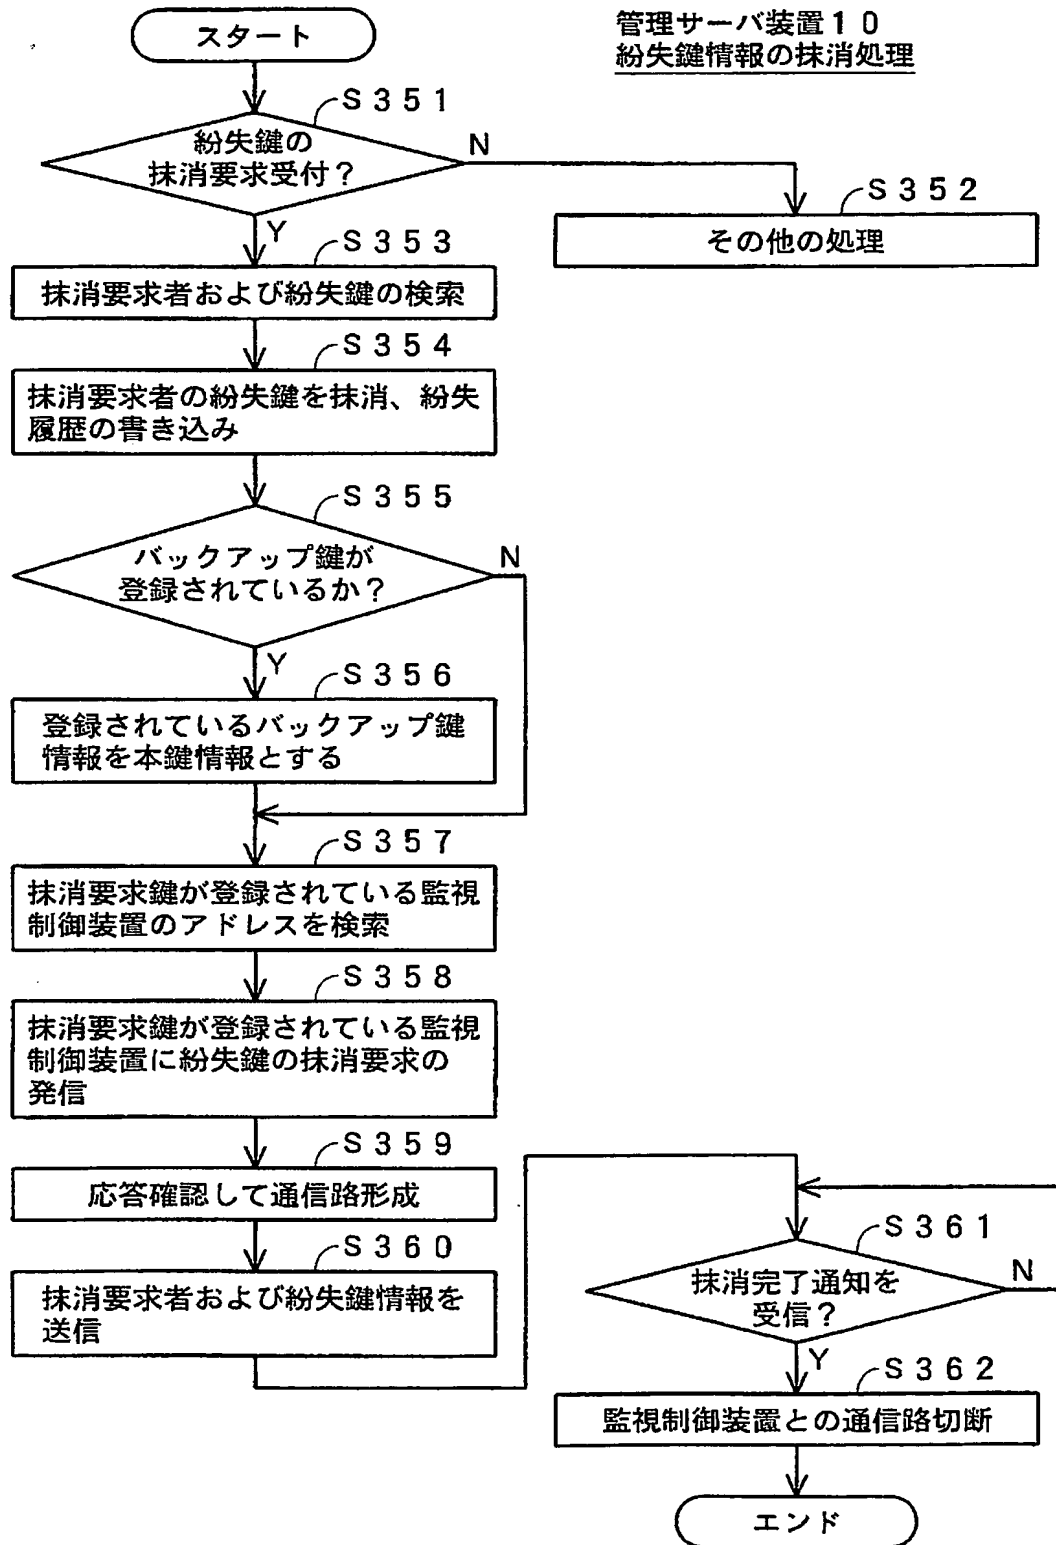 管理サーバ装置１０
紛失鍵情報の抹消処理
スタート
Ｓ３５１
紛失鍵の
抹消要求受付？
N
Y
Ｓ３５２
その他の処理
Ｓ３５３
抹消要求者および紛失鍵の検索
Ｓ３５４
抹消要求者の紛失鍵を抹消、紛失
履歴の書き込み
Ｓ３５５
バックアップ鍵が
登録されているか？
N
Y
Ｓ３５６
登録されているバックアップ鍵
情報を本鍵情報とする
Ｓ３５７
抹消要求鍵が登録されている監視
制御装置のアドレスを検索
Ｓ３５８
抹消要求鍵が登録されている監視
制御装置に紛失鍵の抹消要求の
発信
Ｓ３５９
応答確認して通信路形成
Ｓ３６０
抹消要求者および紛失鍵情報を
送信
Ｓ３６１
抹消完了通知を
受信？
N
Y
Ｓ３６２
監視制御装置との通信路切断
エンド